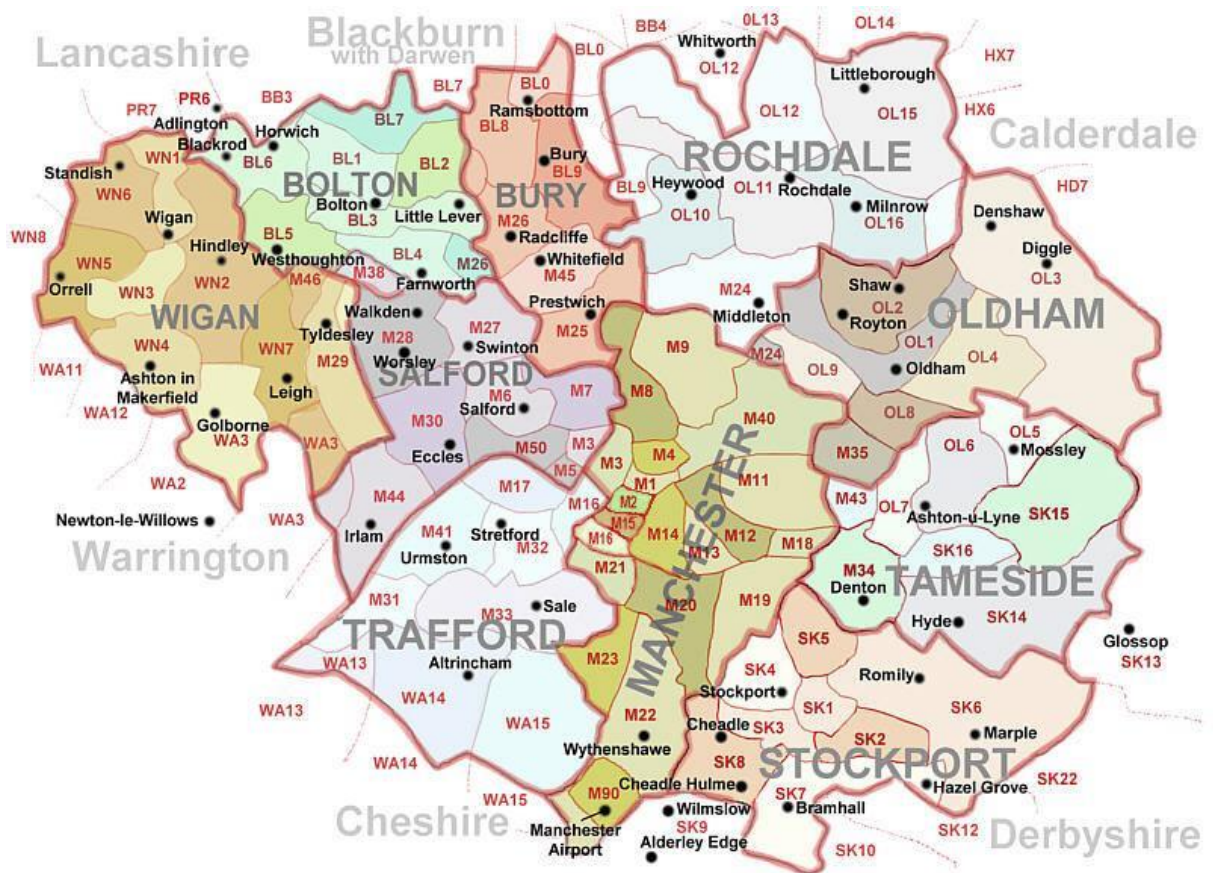 Lancashire
Blackburn
with Darwen
BL0
BB4
OL13
OL14
Whitworth
OL12
HX7
HX6
Calderdale
HD7
PR7
PR6
Adlington
BB3
BL7
Horwich
Blackrod
BL6
BL7
BL1
BL2
BOLTON
Bolton
BL3
Little Lever
BL5
Westhoughton
BL4
M26
Farnworth
M38
BL0
Ramsbottom
BL8
Bury
BL9
BURY
M26
Radcliffe
Whitefield
M45
Prestwich
M25
Littleborough
OL12
OL15
ROCHDALE
BL9
Heywood
OL10
OL11
Rochdale
Milnrow
OL16
M24
Middleton
Standish
WN1
WN6
Wigan
WN8
WN5
Orrell
Hindley
WN3
WN2
M46
WIGAN
Tyldesley
WN4
WN7
M29
Ashton in
Makerfield
Leigh
WA11
WA12
Golborne
WA3
WA3
WA2
WA3
Newton-le-Willows
Warrington
Walkden
M28
Worsley
M27
Swinton
SALFORD
M6
Salford
M7
M30
Eccles
M50
M3
M5
M44
Irlam
Denshaw
Diggle
OL3
Shaw
OL2
Royton
OLDHAM
OL1
M24
OL9
Oldham
OL4
OL8
M35
M9
M8
M40
M4
M3
M1
M11
M2
M15
M16
M16
M14
M12
M13
M18
M21
M20
M19
MANCHESTER
M23
M22
Wythenshawe
M90
Manchester
Airport
M17
M41
Urmston
Stretford
M32
M31
M33
Sale
TRAFFORD
WA13
Altrincham
WA14
WA15
WA13
WA14
WA15
Cheshire
OL5
Mossley
OL6
M43
OL7
Ashton-u-Lyne
SK15
SK16
M34
Denton
TAMESIDE
Hyde
SK14
Glossop
SK13
SK5
SK4
Stockport
Romily
SK1
SK6
Cheadle
SK3
SK2
Marple
STOCKPORT
SK8
Cheadle Hulme
SK7
Hazel Grove
Bramhall
SK22
Wilmslow
SK9
Alderley Edge
SK12
SK10
Derbyshire